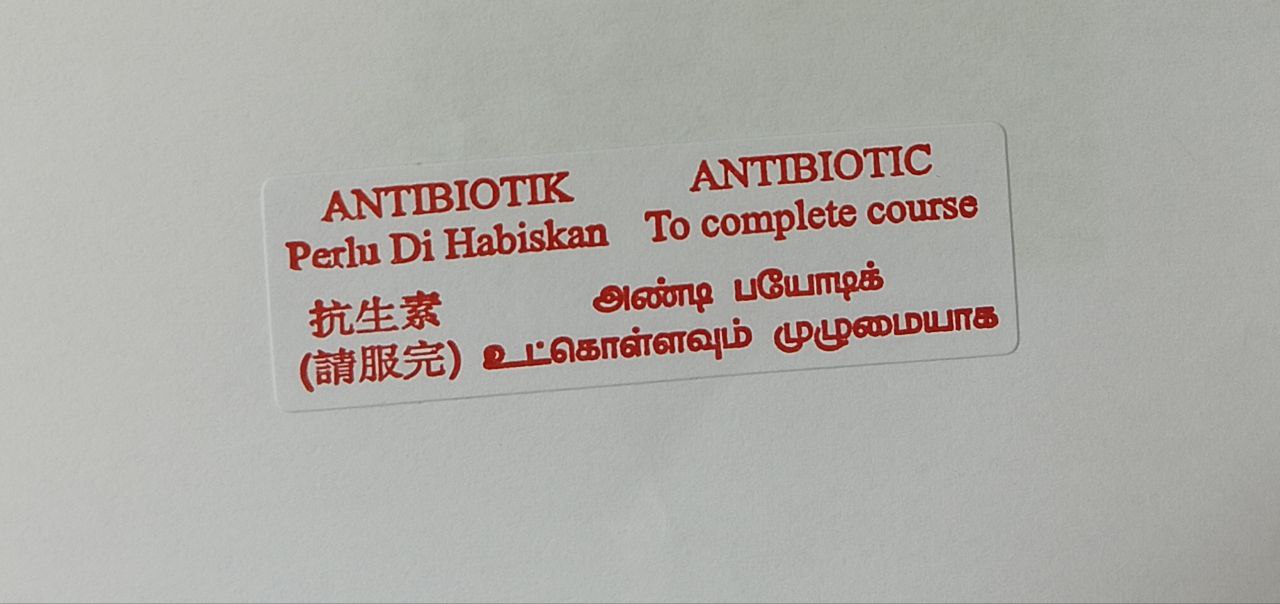 ANTIBIOTIK
Perlu Di Habiskan
ANTIBIOTIC
To complete course
抗生素
(請服完)
அண்டி பயோடிக்
உட்கொள்ளவும் முழுமையாக